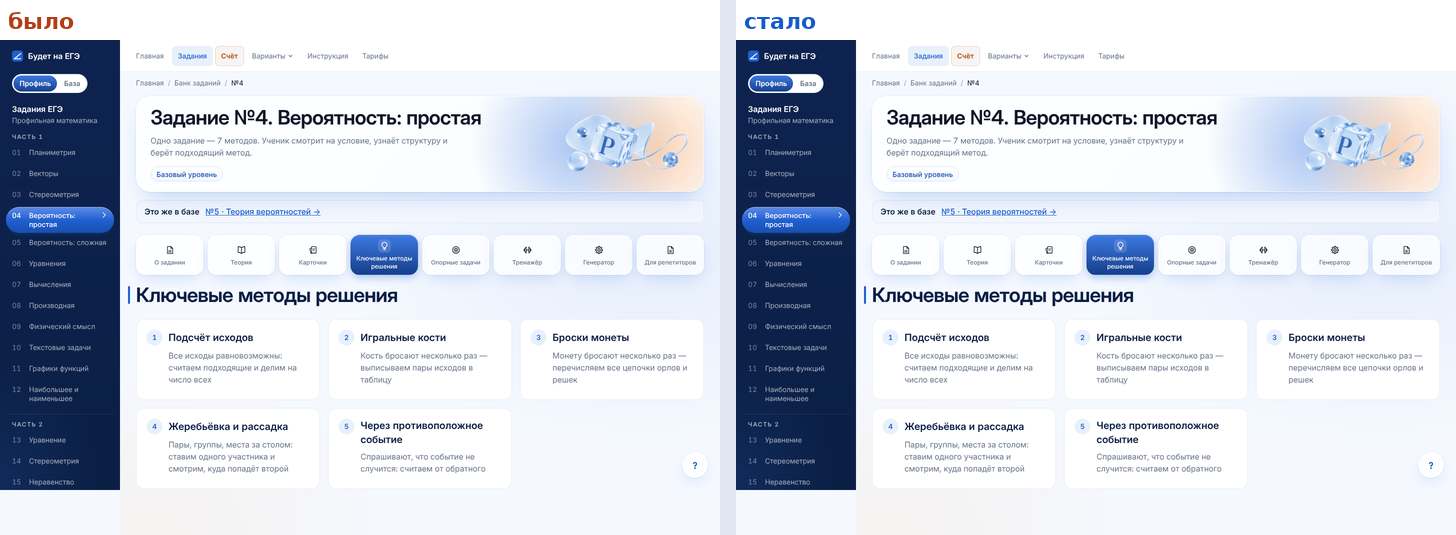 было
Будет на ЕГЭ
Профиль
База
Задания ЕГЭ
Профильная математика
ЧАСТЬ 1
01 Планиметрия
02 Векторы
03 Стереометрия
04 Вероятность:
простая
05 Вероятность: сложная
06 Уравнения
07 Вычисления
08 Производная
09 Физический смысл
10 Текстовые задачи
11 Графики функций
12 Наибольшее и
наименьшее
ЧАСТЬ 2
13 Уравнение
14 Стереометрия
15 Неравенство
Главная Задания Счёт Варианты Инструкция Тарифы
Главная / Банк заданий / №4
Задание №4. Вероятность: простая
Одно задание — 7 методов. Ученик смотрит на условие, узнаёт структуру и
берёт подходящий метод.
Базовый уровень
P
Это же в базе №5 · Теория вероятностей →
О задании
Теория
Карточки
Ключевые методы
решения
Опорные задачи
Тренажёр
Генератор
Для репетиторов
Ключевые методы решения
1 Подсчёт исходов
Все исходы равновозможны:
считаем подходящие и делим на
число всех
2 Игральные кости
Кость бросают несколько раз —
выписываем пары исходов в
таблицу
3 Броски монеты
Монету бросают несколько раз —
перечисляем все цепочки орлов и
решек
4 Жеребьёвка и рассадка
Пары, группы, места за столом:
ставим одного участника и
смотрим, куда попадёт второй
5 Через противоположное
событие
Спрашивают, что событие не
случится: считаем от обратного
?
стало
Будет на ЕГЭ
Профиль
База
Задания ЕГЭ
Профильная математика
ЧАСТЬ 1
01 Планиметрия
02 Векторы
03 Стереометрия
04 Вероятность:
простая
05 Вероятность: сложная
06 Уравнения
07 Вычисления
08 Производная
09 Физический смысл
10 Текстовые задачи
11 Графики функций
12 Наибольшее и
наименьшее
ЧАСТЬ 2
13 Уравнение
14 Стереометрия
15 Неравенство
Главная Задания Счёт Варианты Инструкция Тарифы
Главная / Банк заданий / №4
Задание №4. Вероятность: простая
Одно задание — 7 методов. Ученик смотрит на условие, узнаёт структуру и
берёт подходящий метод.
Базовый уровень
P
Это же в базе №5 · Теория вероятностей →
О задании
Теория
Карточки
Ключевые методы
решения
Опорные задачи
Тренажёр
Генератор
Для репетиторов
Ключевые методы решения
1 Подсчёт исходов
Все исходы равновозможны:
считаем подходящие и делим на
число всех
2 Игральные кости
Кость бросают несколько раз —
выписываем пары исходов в
таблицу
3 Броски монеты
Монету бросают несколько раз —
перечисляем все цепочки орлов и
решек
4 Жеребьёвка и рассадка
Пары, группы, места за столом:
ставим одного участника и
смотрим, куда попадёт второй
5 Через противоположное
событие
Спрашивают, что событие не
случится: считаем от обратного
?